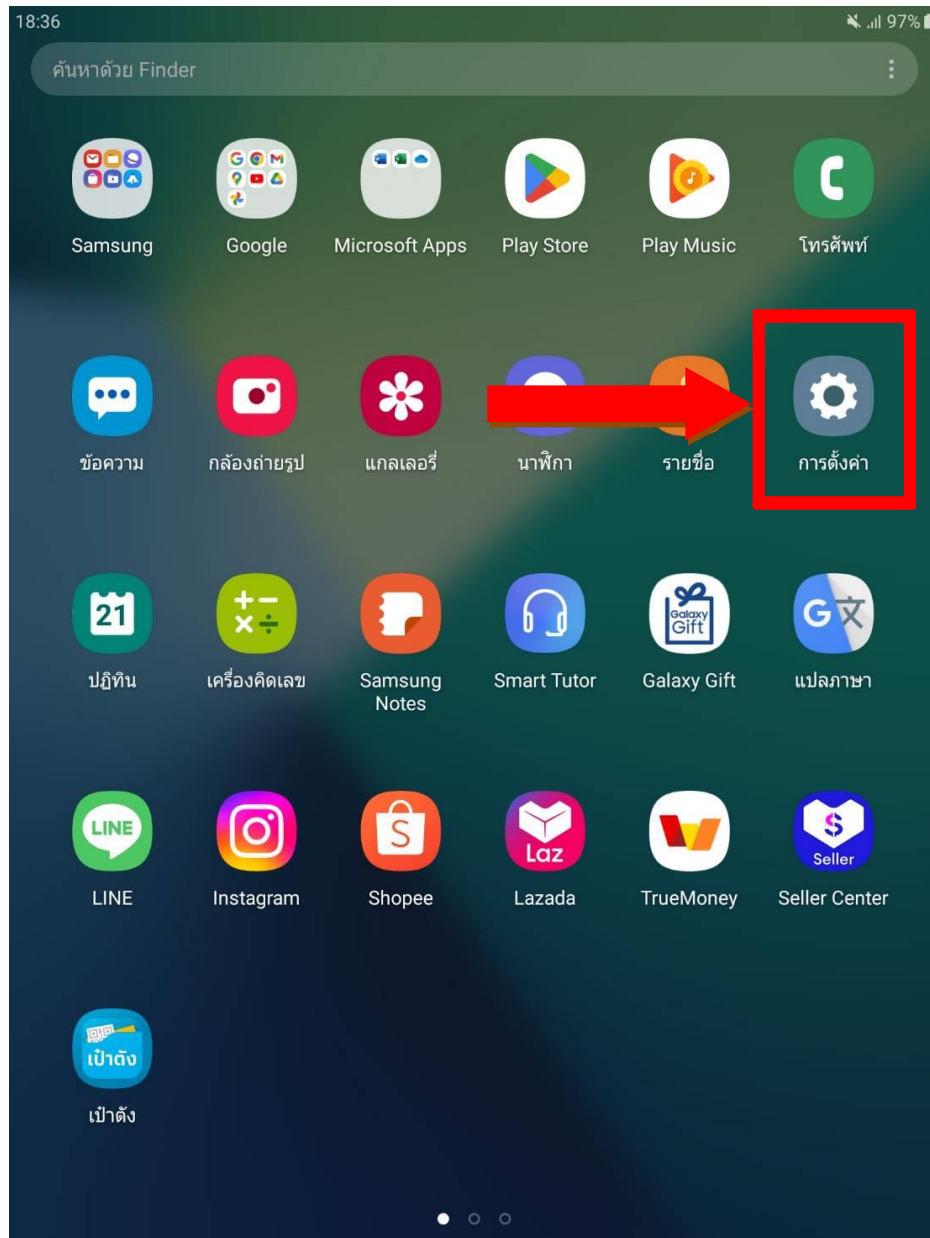 18:36
97%
ค้นหาด้วย Finder
Samsung
Google
Microsoft Apps
Play Store
Play Music
โทรศัพท์
ข้อความ
กล้องถ่ายรูป
แกลเลอรี่
นาฬิกา
รายชื่อ
การตั้งค่า
21
Galaxy
Gift
G
ปฏิทิน
เครื่องคิดเลข
Samsung
Notes
Smart Tutor
Galaxy Gift
แปลภาษา
LINE
S
Laz
Seller
LINE
Instagram
Shopee
Lazada
TrueMoney
Seller Center
เป๋าตัง
เป๋าตัง